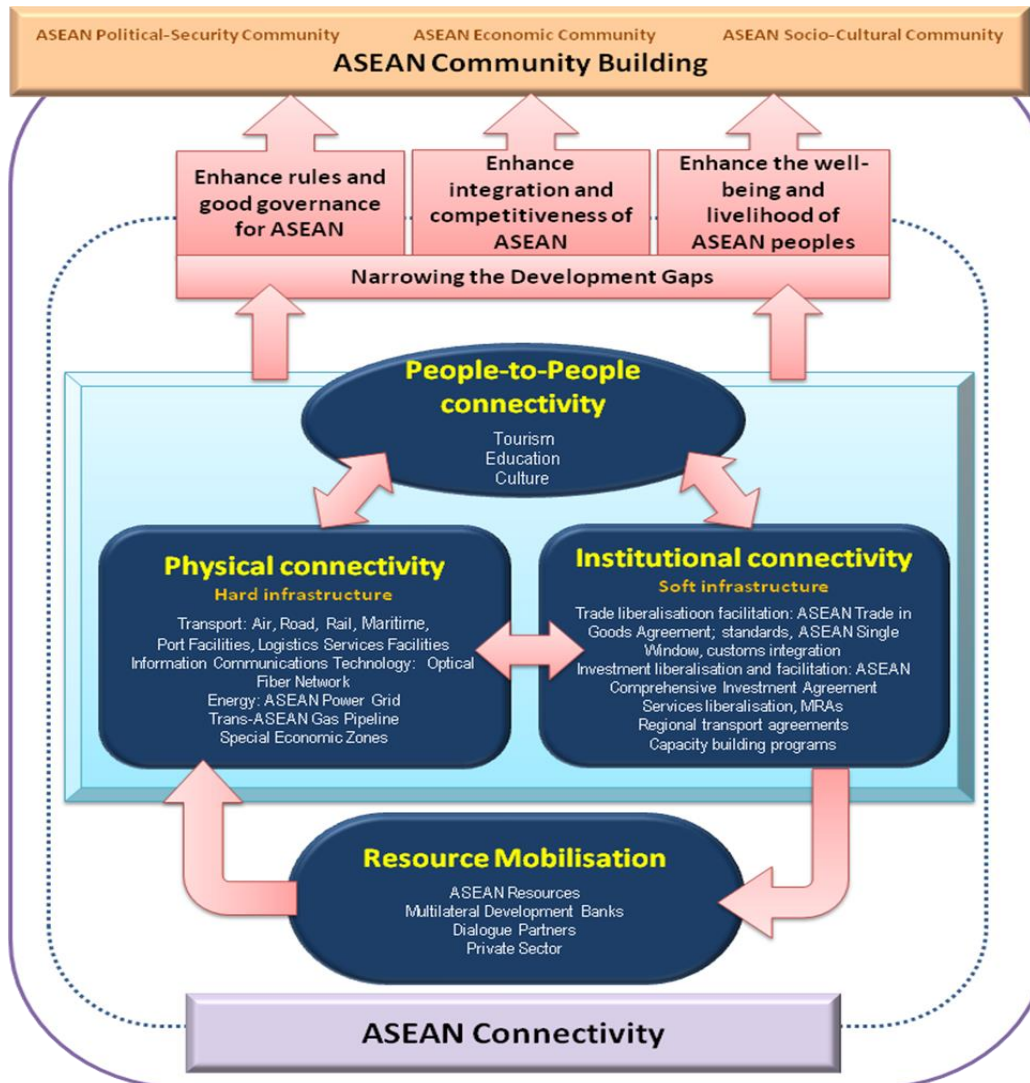 ASEAN Political-Security Community
ASEAN Economic Community
ASEAN Socio-Cultural Community
ASEAN Community Building
Enhance rules and
good governance
for ASEAN
Enhance
integration and
competitiveness of
ASEAN
Enhance the well-
being and
livelihood of
ASEAN peoples
Narrowing the Development Gaps
People-to-People
connectivity
Tourism
Education
Culture
Physical connectivity
Hard infrastructure
Transport: Air, Road, Rail, Maritime,
Port Facilities, Logistics Services Facilities
Information Communications Technology: Optical
Fiber Network
Energy: ASEAN Power Grid
Trans-ASEAN Gas Pipeline
Special Economic Zones
Institutional connectivity
Soft infrastructure
Trade liberalisatioon facilitation: ASEAN Trade in
Goods Agreement; standards, ASEAN Single
Window, customs integration
Investment liberalisation and facilitation: ASEAN
Comprehensive Investment Agreement
Services liberalisation, MRAs
Regional transport agreements
Capacity building programs
Resource Mobilisation
ASEAN Resources
Multilateral Development Banks
Dialogue Partners
Private Sector
ASEAN Connectivity